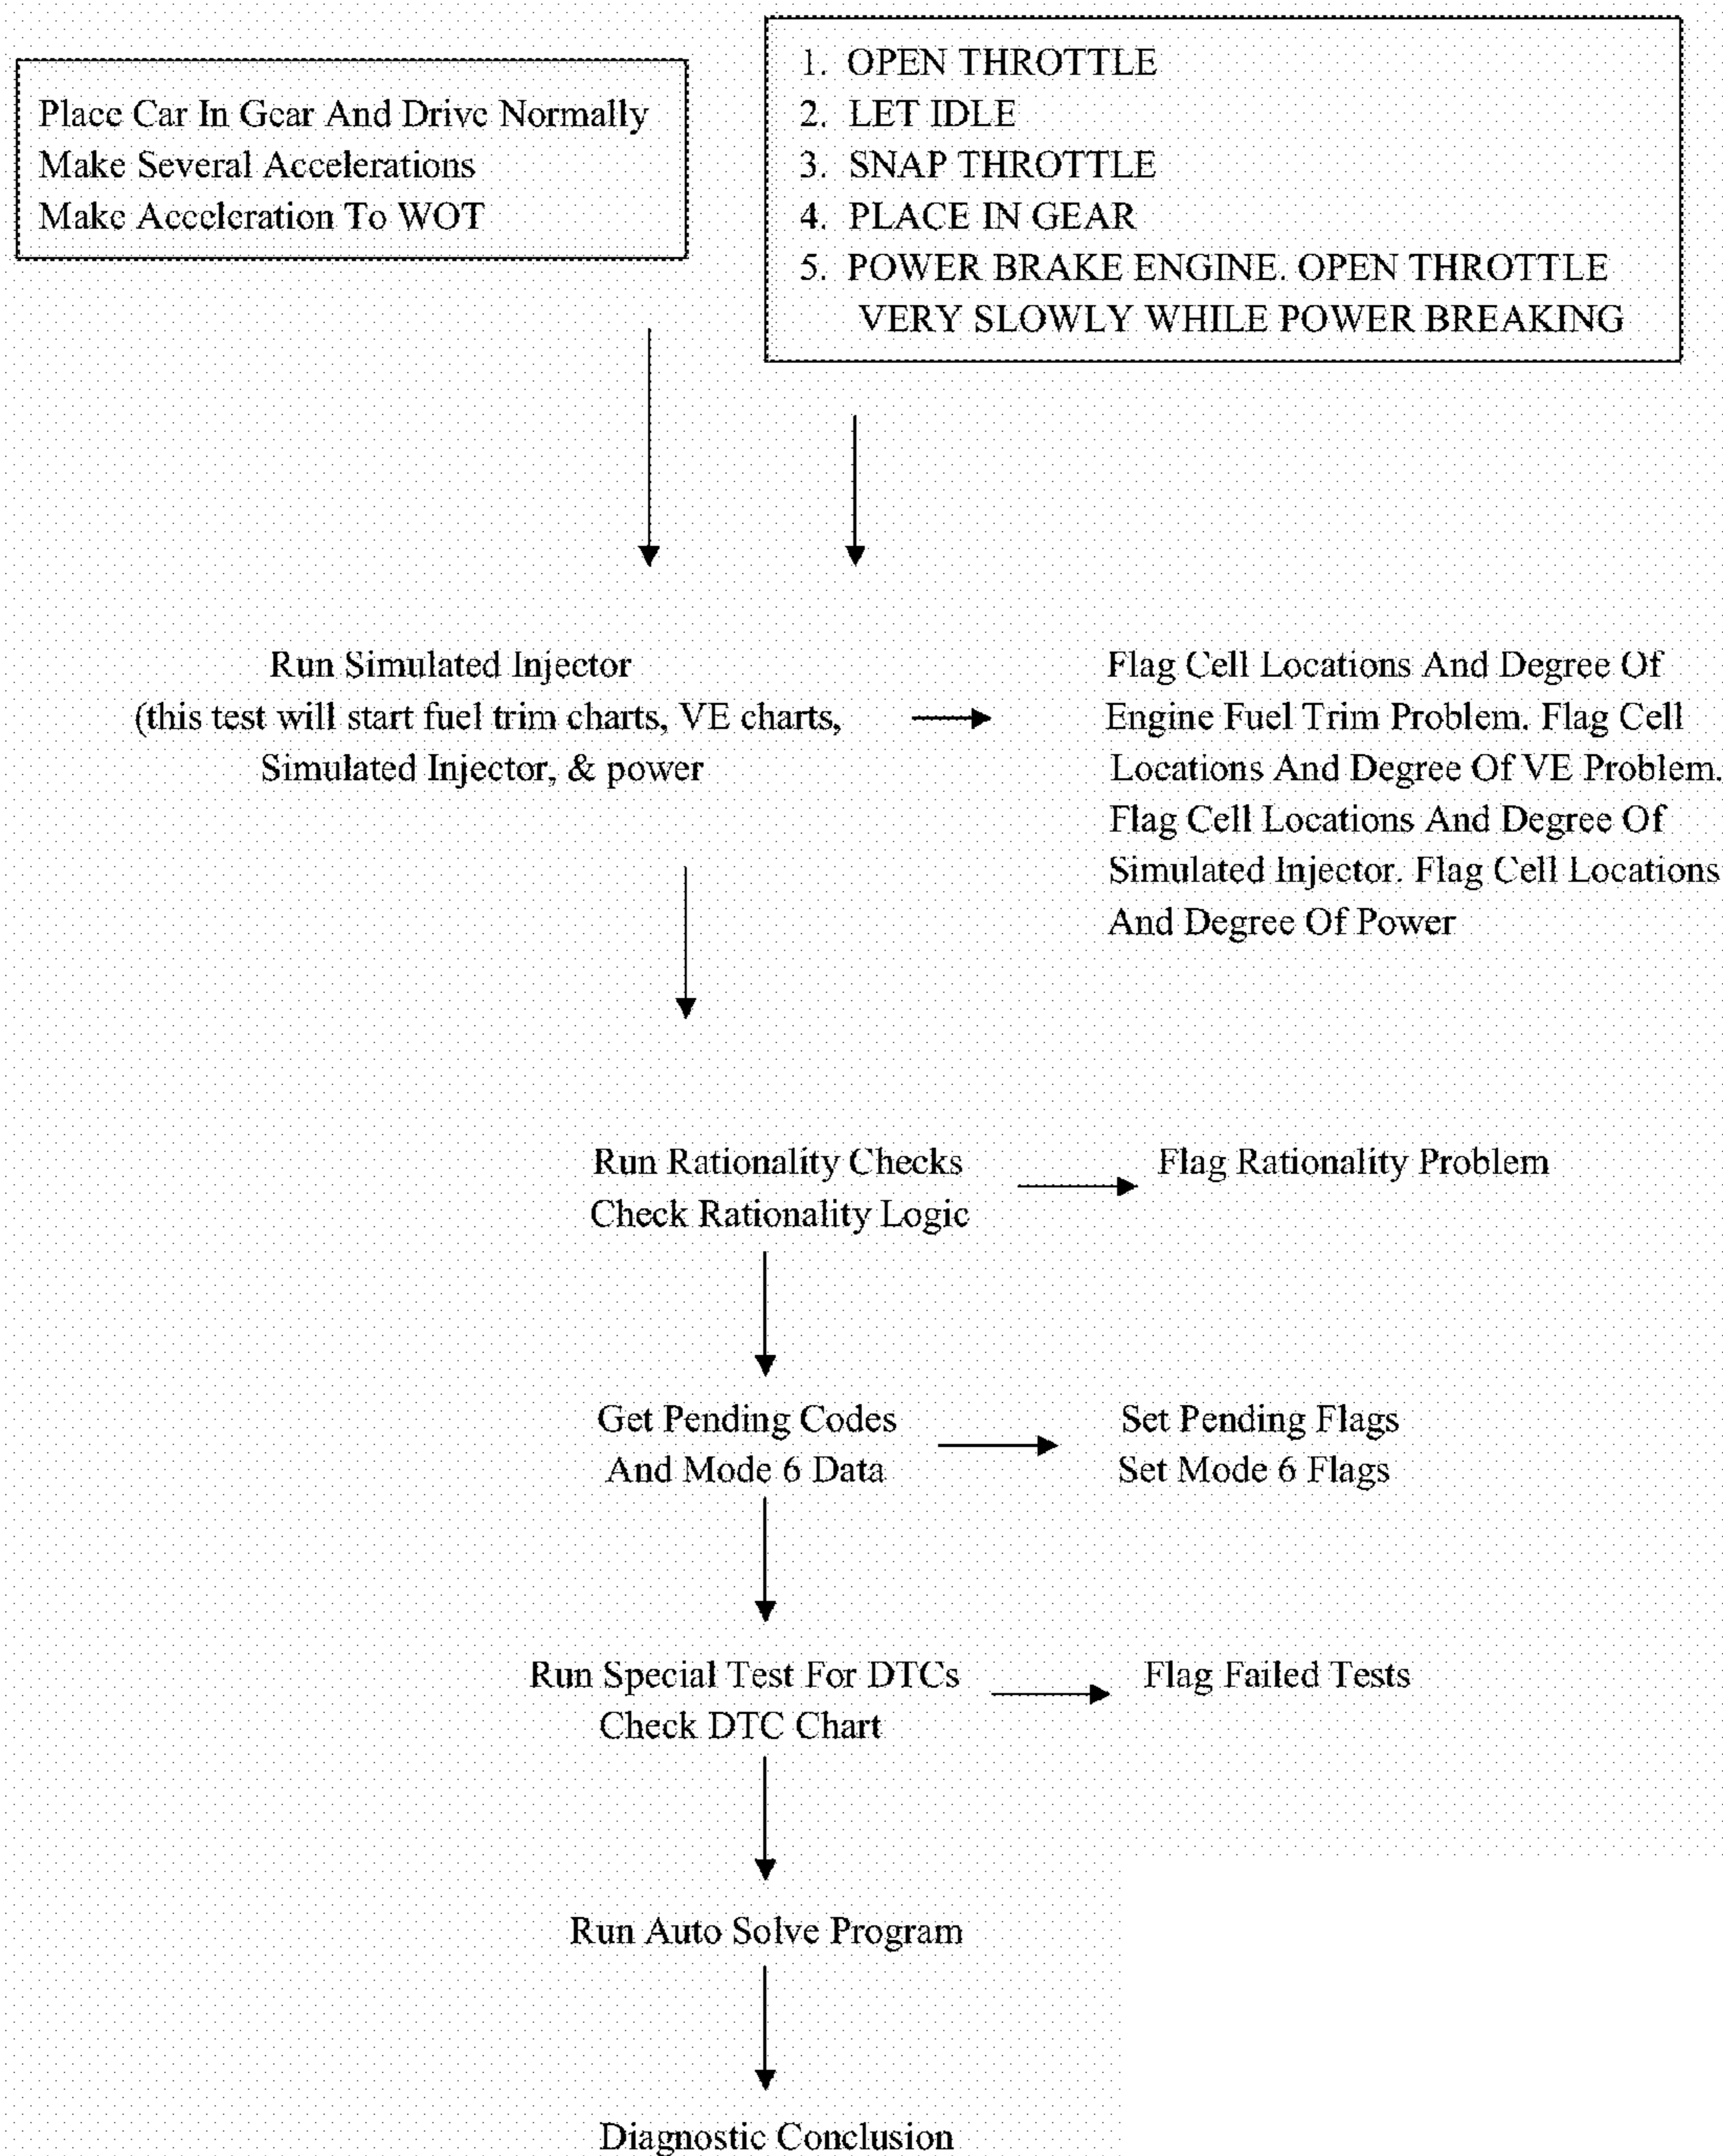 Place Car In Gear And Drive Normally
Make Several Accelerations
Make Acceleration To WOT
1. OPEN THROTTLE
2. LET IDLE
3. SNAP THROTTLE
4. PLACE IN GEAR
5. POWER BRAKE ENGINE. OPEN THROTTLE
VERY SLOWLY WHILE POWER BREAKING
Run Simulated Injector
(this test will start fuel trim charts, VE charts,
Simulated Injector, & power
Flag Cell Locations And Degree Of
Engine Fuel Trim Problem. Flag Cell
Locations And Degree Of VE Problem.
Flag Cell Locations And Degree Of
Simulated Injector. Flag Cell Locations
And Degree Of Power
Run Rationality Checks
Check Rationality Logic
Flag Rationality Problem
Get Pending Codes
And Mode 6 Data
Set Pending Flags
Set Mode 6 Flags
Run Special Test For DTCs
Check DTC Chart
Flag Failed Tests
Run Auto Solve Program
Diagnostic Conclusion